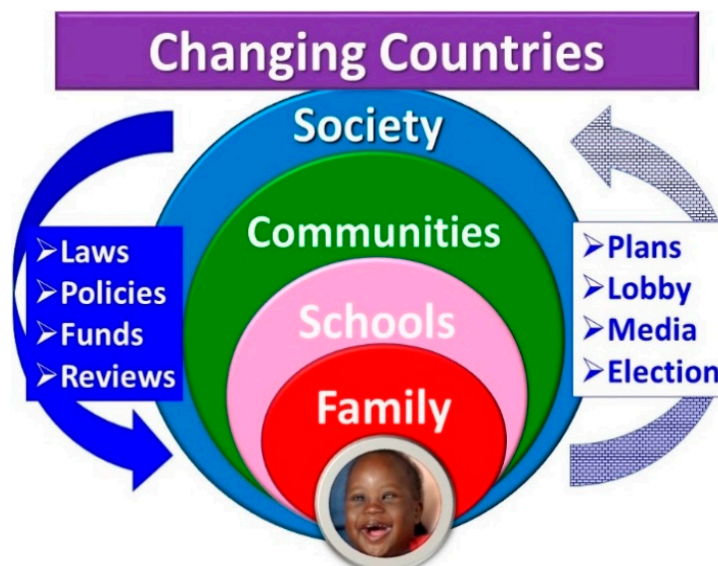 Changing Countries
Society
Communities
Schools
Family
➢Laws
➢Policies
➢Funds
➢Reviews
➢Plans
➢Lobby
➢Media
➢Election